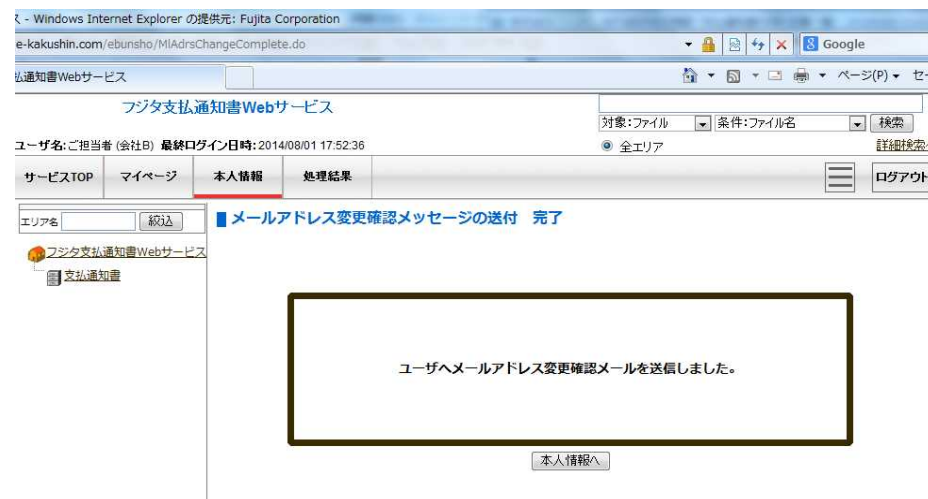 ス - Windows Internet Explorer の提供元: Fujita Corporation
e-kakushin.com/ebunsho/MlAdrsChangeComplete.do
Google
払通知書Webサービス
ページ(P)
セ
フジタ支払通知書Webサービス
対象:ファイル 条件:ファイル名 検索
ユーザ名:ご担当者 (会社B) 最終ログイン日時:2014/08/01 17:52:36
全エリア 詳細検索
サービスTOP マイページ 本人情報 処理結果 ログアウト
エリア名 絞込
メールアドレス変更確認メッセージの送付 完了
フジタ支払通知書Webサービス
支払通知書
ユーザへメールアドレス変更確認メールを送信しました。
本人情報へ